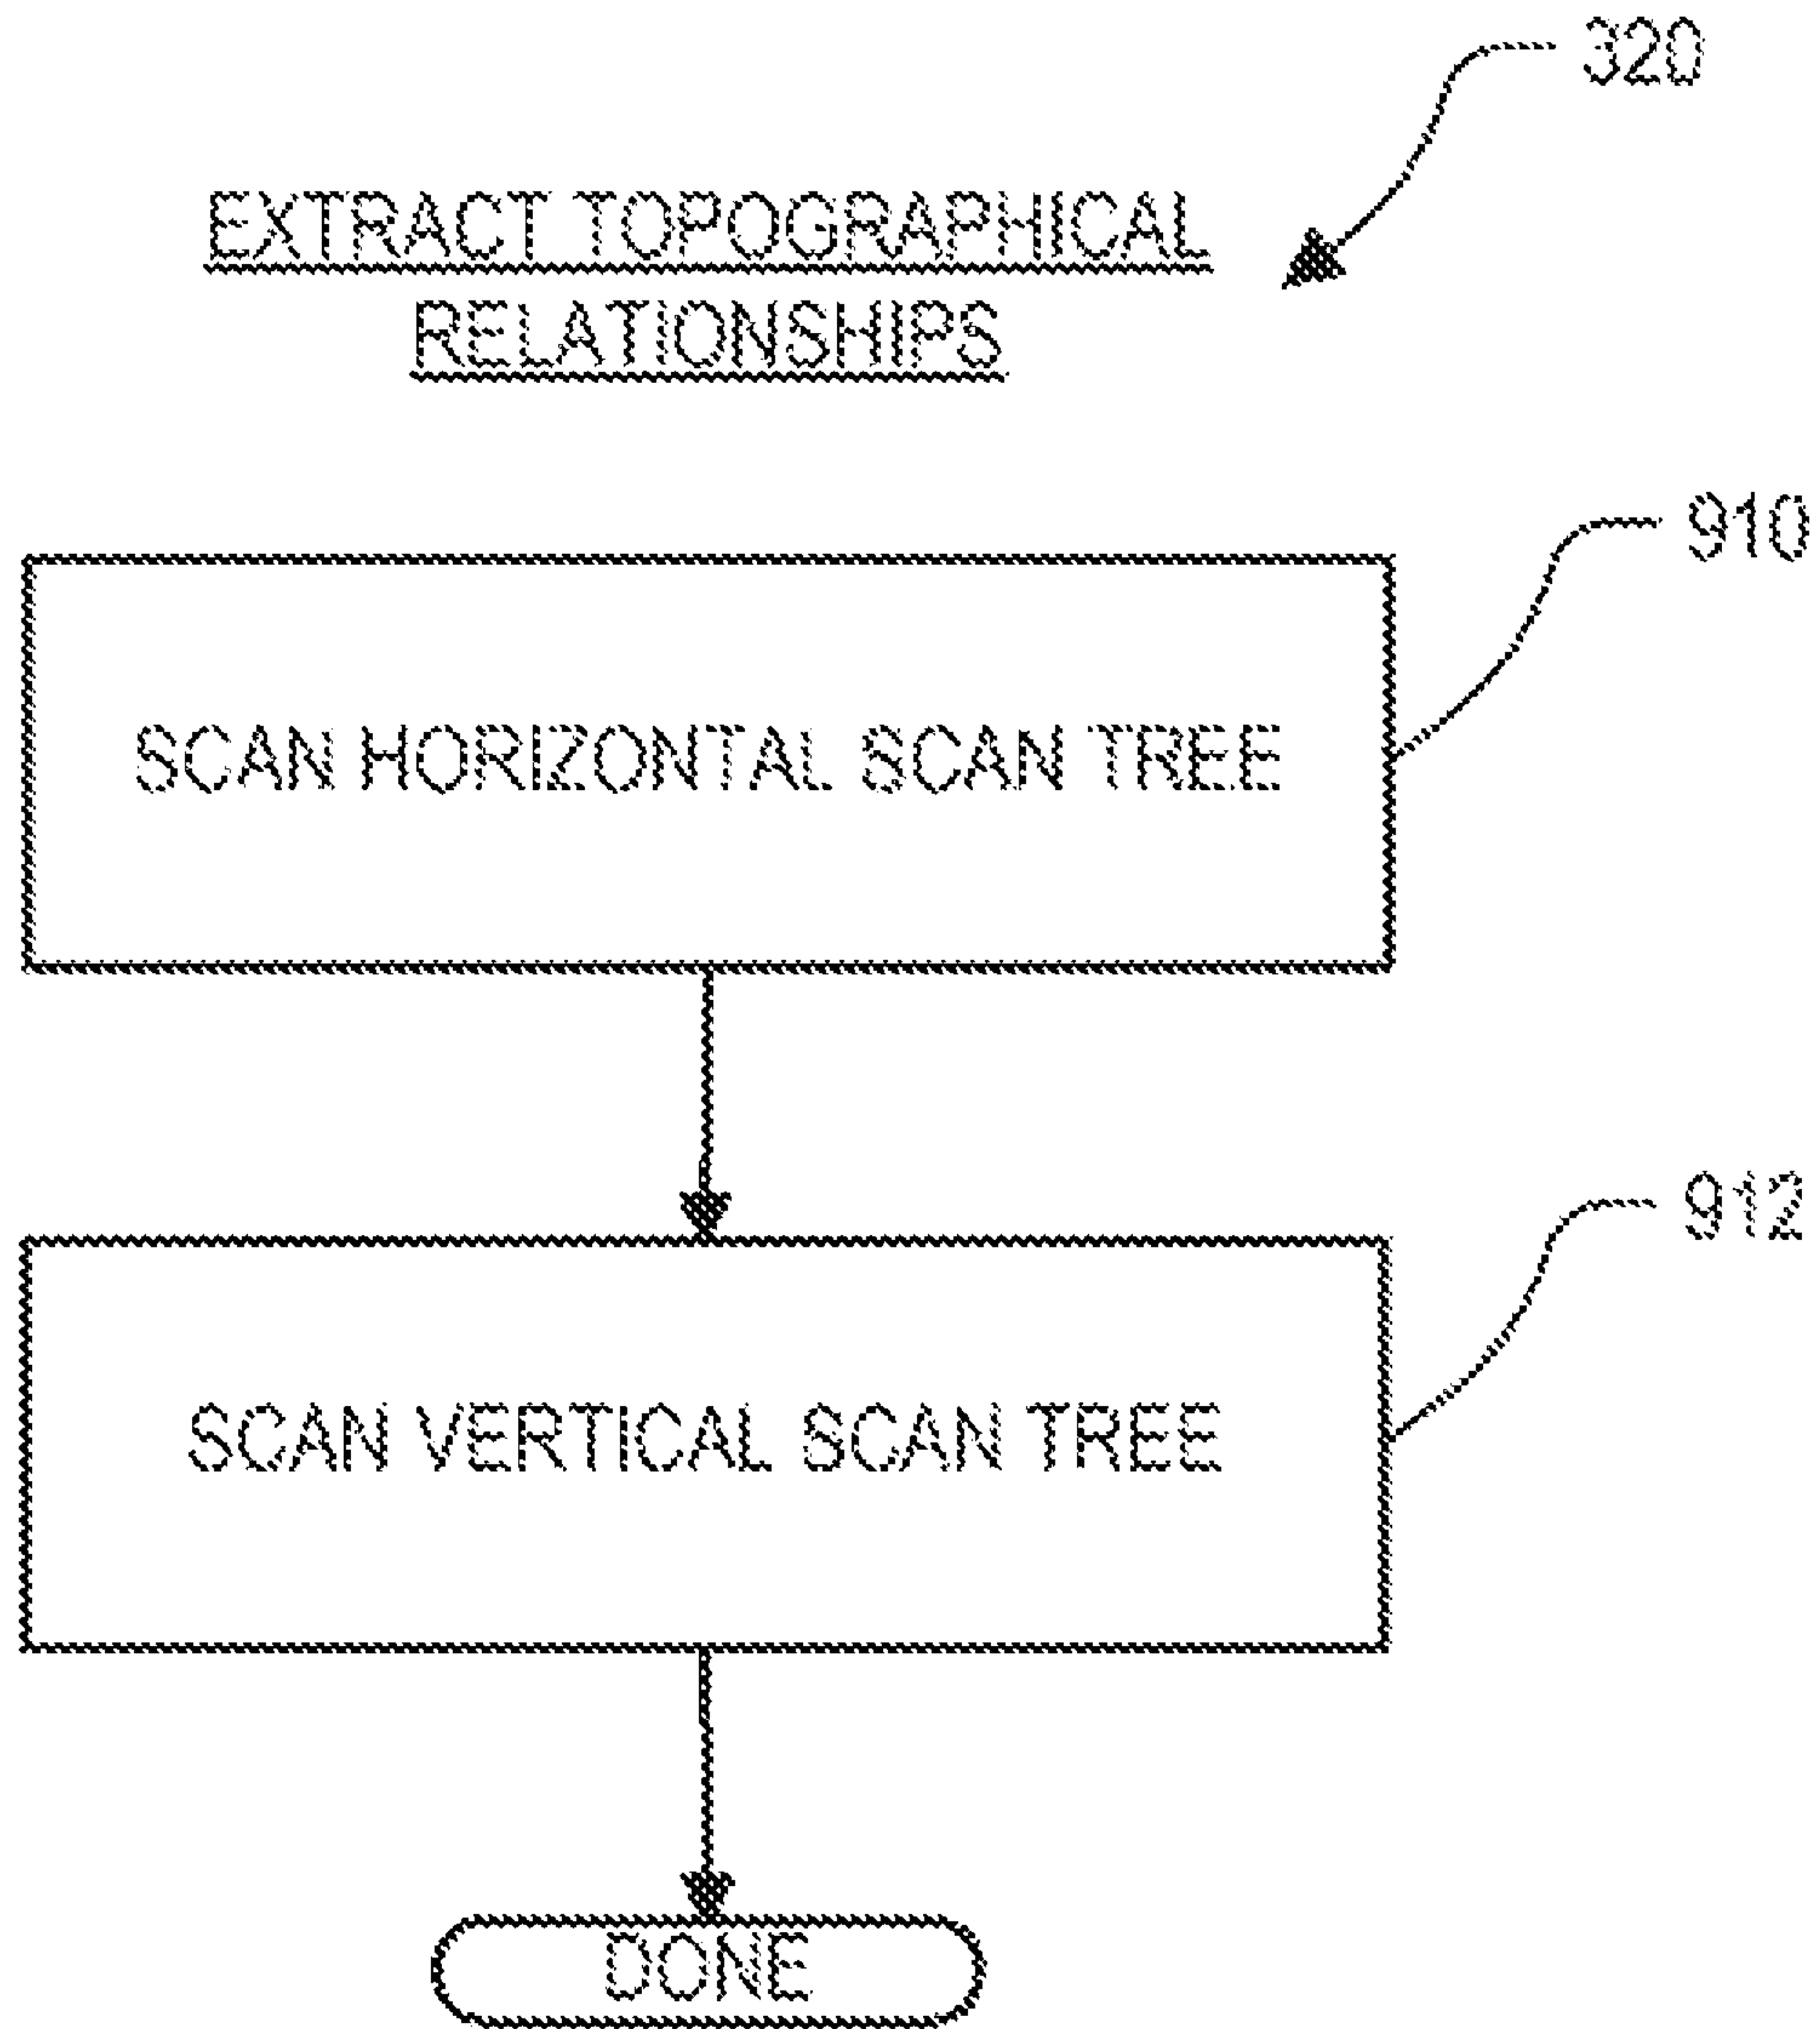 320
EXTRACT TOPOGRAPHICAL
RELATIONSHIPS
910
SCAN HORIZONTAL SCAN TREE
912
SCAN VERTICAL SCAN TREE
DONE